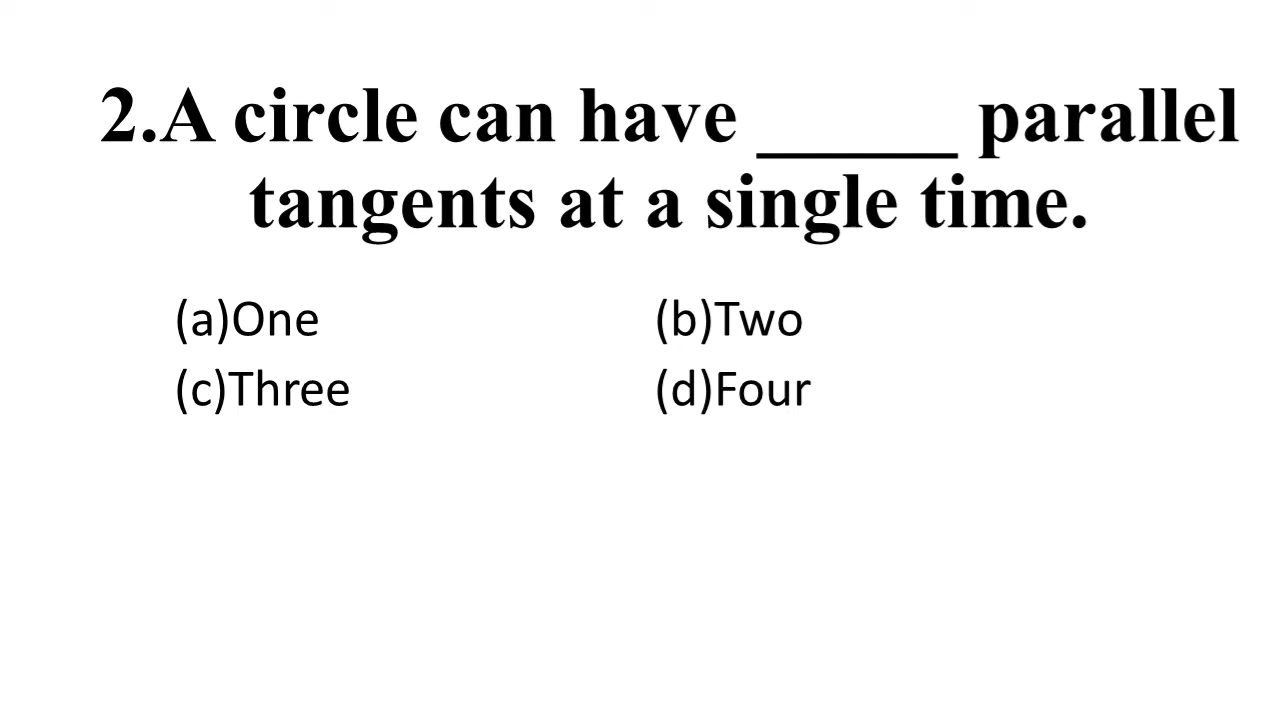 2.A circle can have _____ parallel
tangents at a single time.
(a)One (b)Two
(c)Three (d)Four